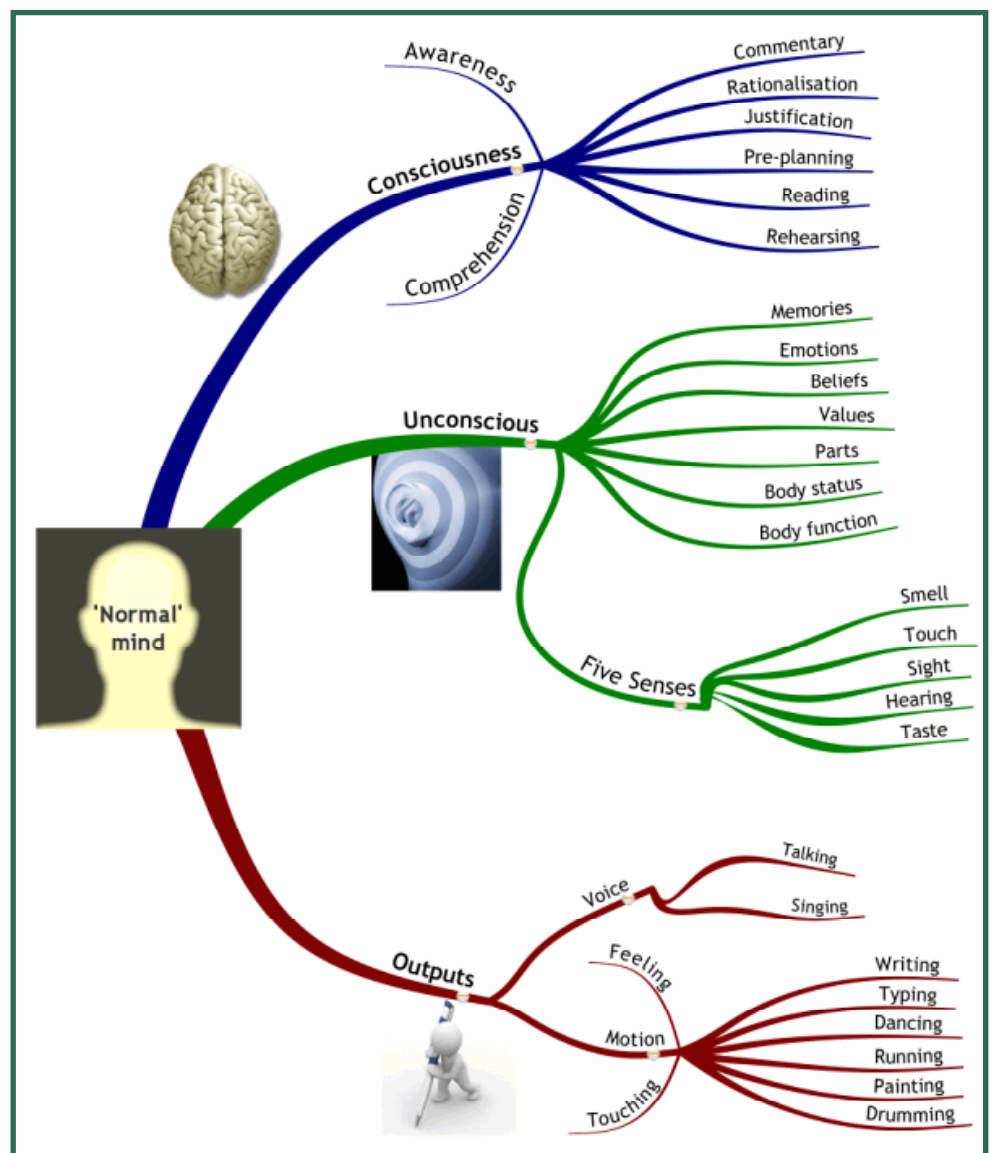 Awareness
Consciousness
Comprehension
Commentary
Rationalisation
Justification
Pre-planning
Reading
Rehearsing
Unconscious
Memories
Emotions
Beliefs
Values
Parts
Body status
Body function
Five Senses
Smell
Touch
Sight
Hearing
Taste
'Normal'
mind
Outputs
Voice
Talking
Singing
Feeling
Motion
Touching
Writing
Typing
Dancing
Running
Painting
Drumming